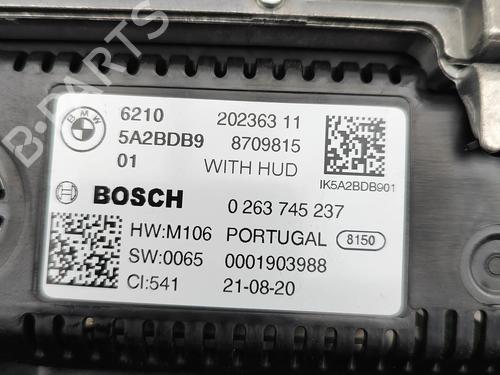 BMW
6210 202363 11
5A2BDB9 8709815
01 WITH HUD
IK5A2BDB901
BOSCH 0 263 745 237
HW:M106 PORTUGAL 8150
SW:0065 0001903988
CI:541 21-08-20
B-PARTS